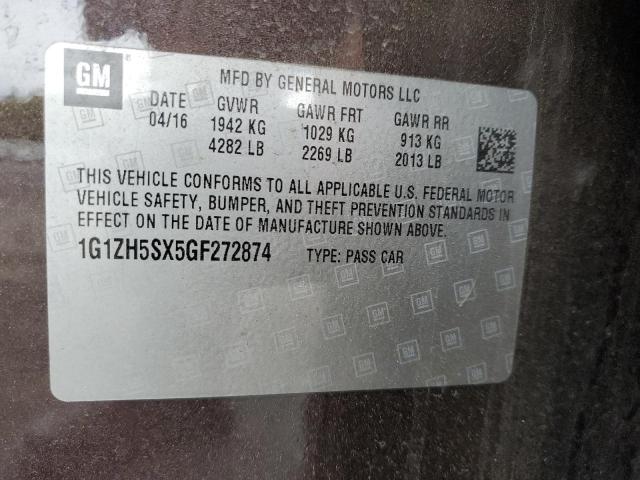 GM ® MFD BY GENERAL MOTORS LLC
DATE GVWR GAWR FRT GAWR RR
04/16 1942 KG 1029 KG 913 KG
4282 LB 2269 LB 2013 LB
THIS VEHICLE CONFORMS TO ALL APPLICABLE U.S. FEDERAL MOTOR
VEHICLE SAFETY, BUMPER, AND THEFT PREVENTION STANDARDS IN
EFFECT ON THE DATE OF MANUFACTURE SHOWN ABOVE.
1G1ZH5SX5GF272874 TYPE: PASS CAR